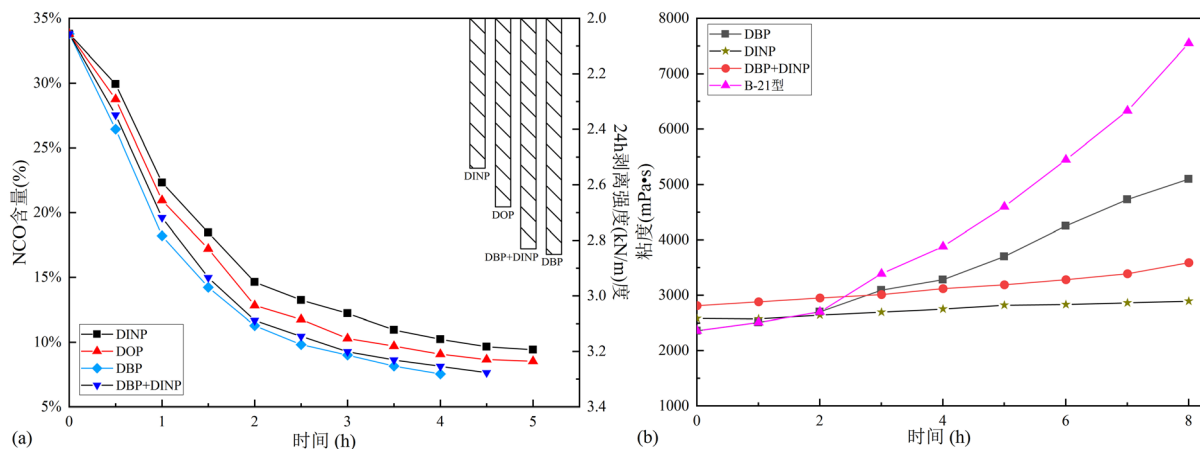 35%
30%
25%
20%
15%
10%
5%
NCO含量(%)
0
1
2
3
4
5
时间 (h)
(a)
DINP
DOP
DBP
DBP+DINP
DINP
DOP
DBP+DINP
DBP
2.0
2.2
2.4
2.6
2.8
3.0
3.2
3.4
24h剥离强度(kN/m)度
8000
7000
6000
5000
4000
3000
2000
1000
粘度(mPa•s)
DBP
DINP
DBP+DINP
B-21型
0
2
4
6
8
时间 (h)
(b)